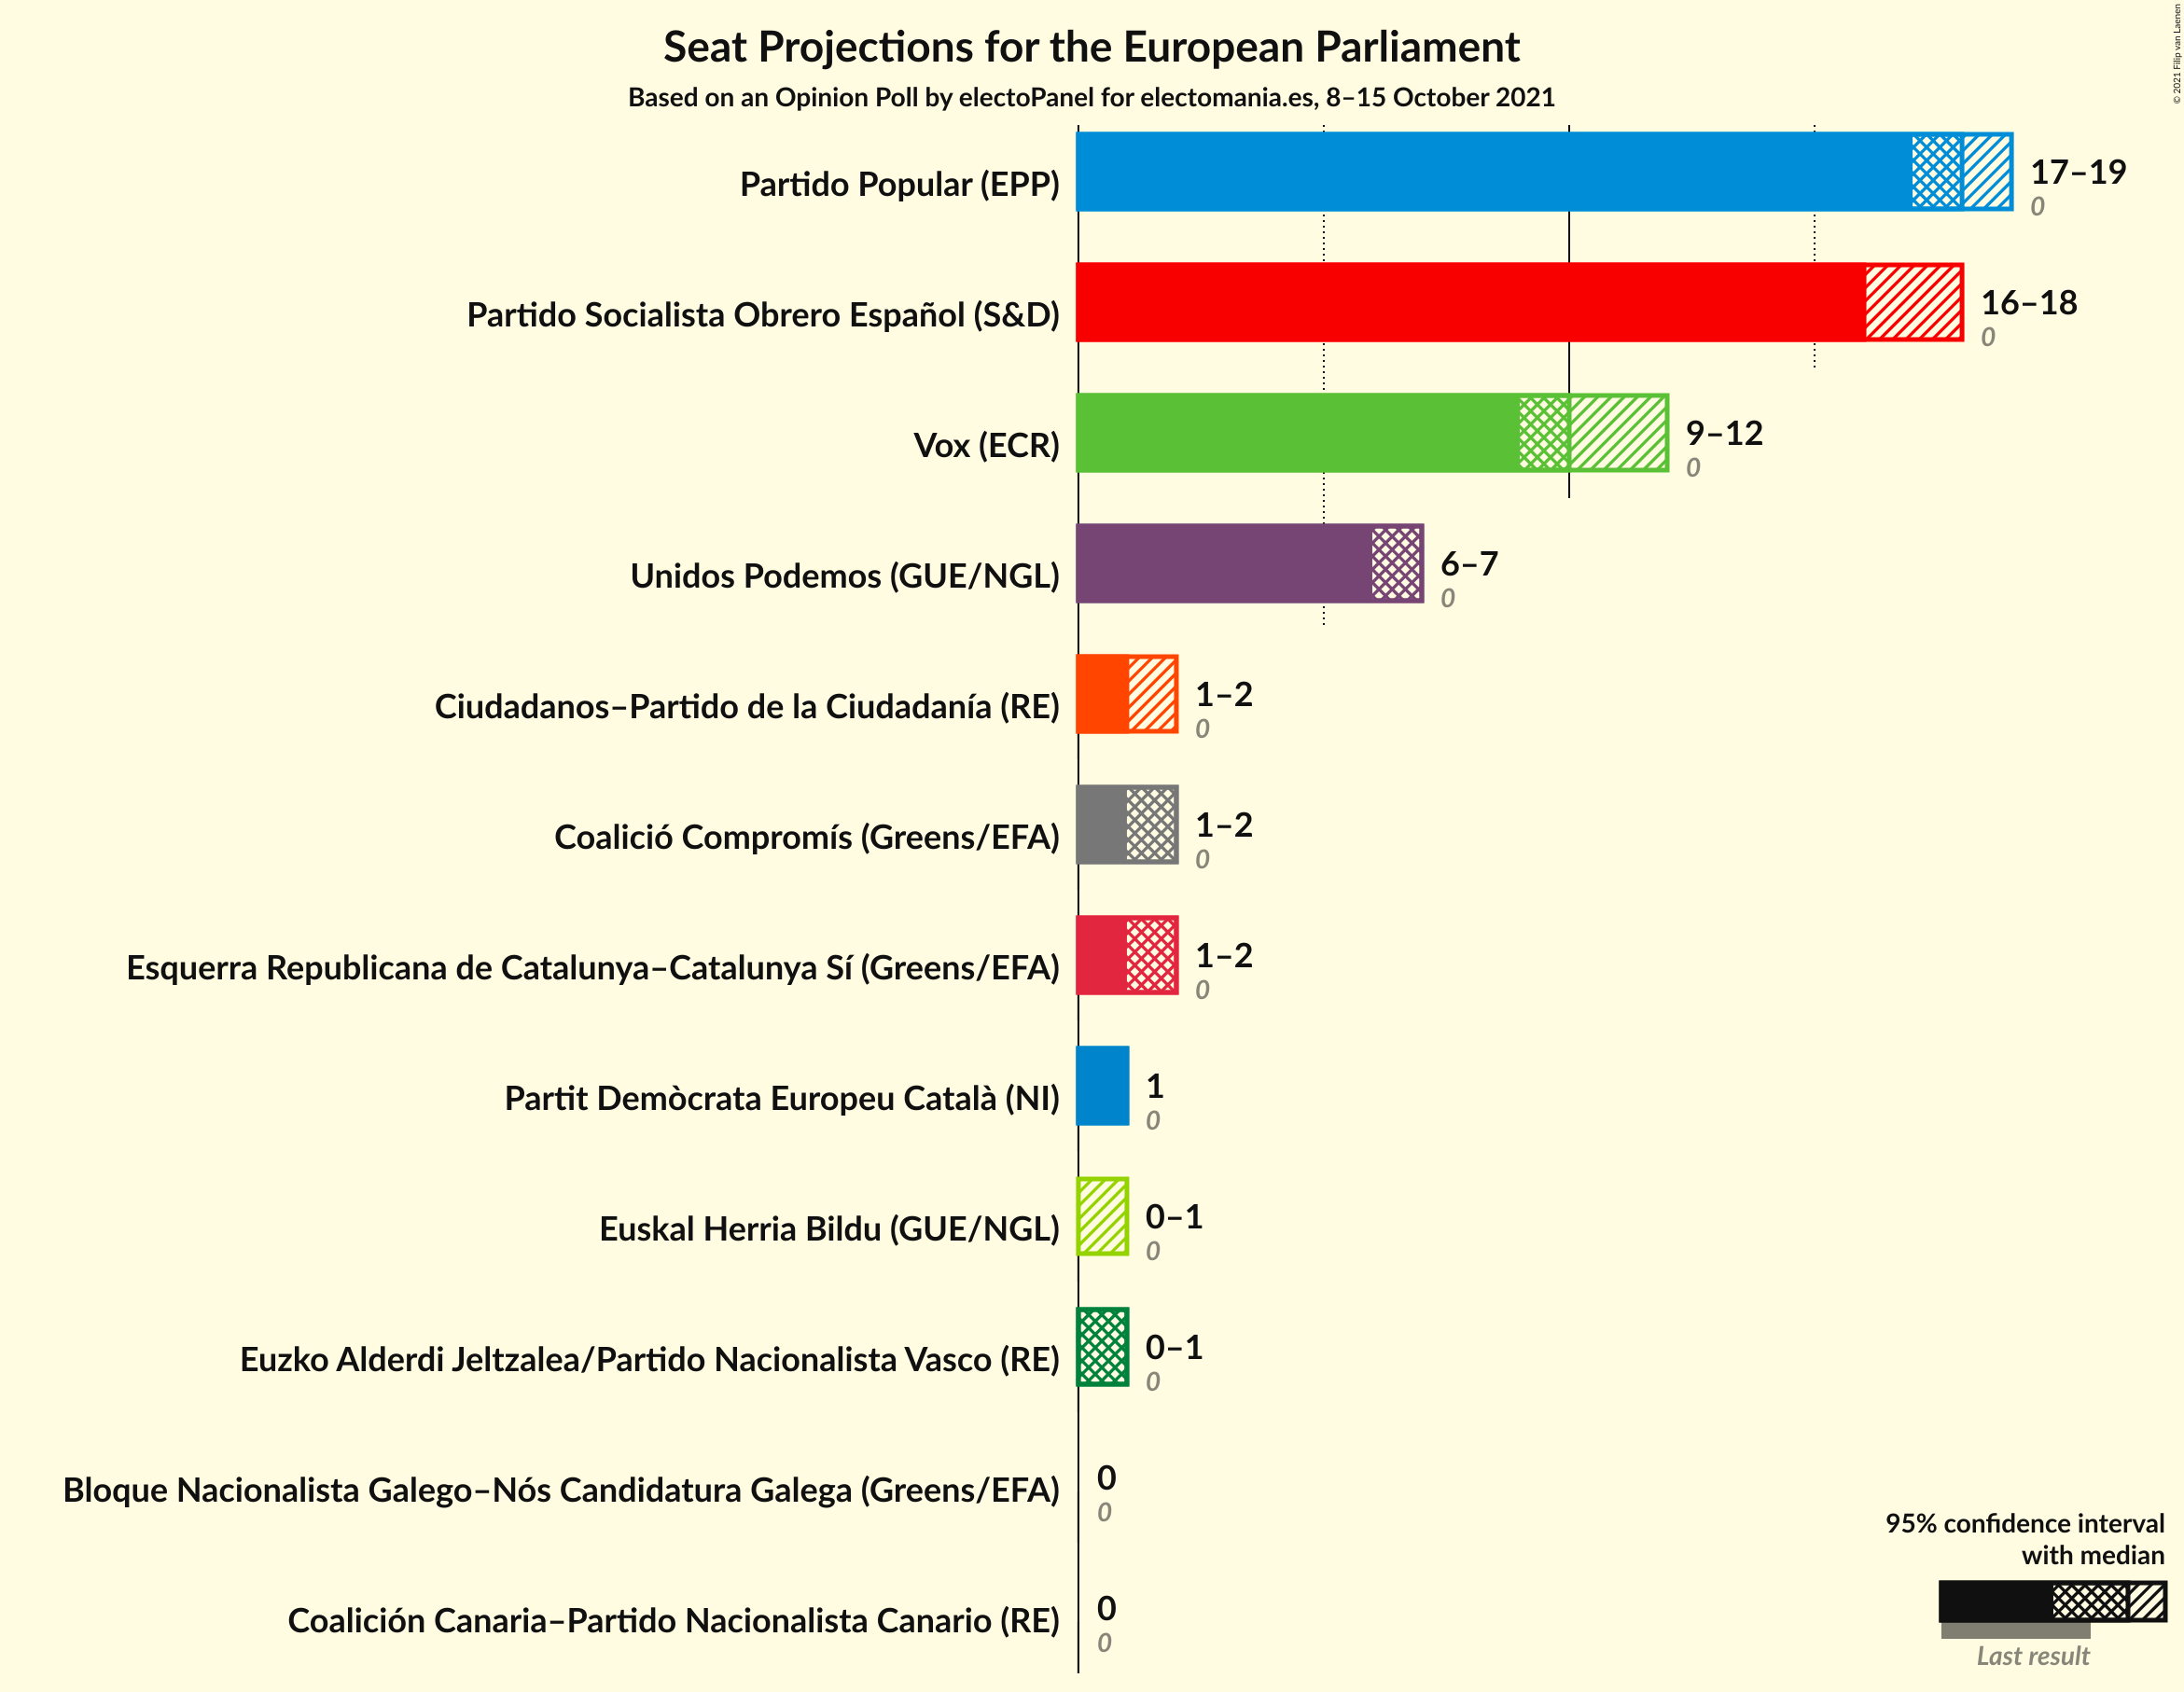 Seat Projections for the European Parliament
Based on an Opinion Poll by electoPanel for electomania.es, 8–15 October 2021
© 2021 Filip van Laenen
Partido Popular (EPP)
17–19
0
Partido Socialista Obrero Español (S&D)
16–18
0
Vox (ECR)
9–12
0
Unidos Podemos (GUE/NGL)
6–7
0
Ciudadanos–Partido de la Ciudadanía (RE)
1–2
0
Coalició Compromís (Greens/EFA)
1–2
0
Esquerra Republicana de Catalunya–Catalunya Sí (Greens/EFA)
1–2
0
Partit Demòcrata Europeu Català (NI)
1
0
Euskal Herria Bildu (GUE/NGL)
0–1
0
Euzko Alderdi Jeltzalea/Partido Nacionalista Vasco (RE)
0–1
0
Bloque Nacionalista Galego–Nós Candidatura Galega (Greens/EFA)
0
0
Coalición Canaria–Partido Nacionalista Canario (RE)
0
0
95% confidence interval
with median
Last result